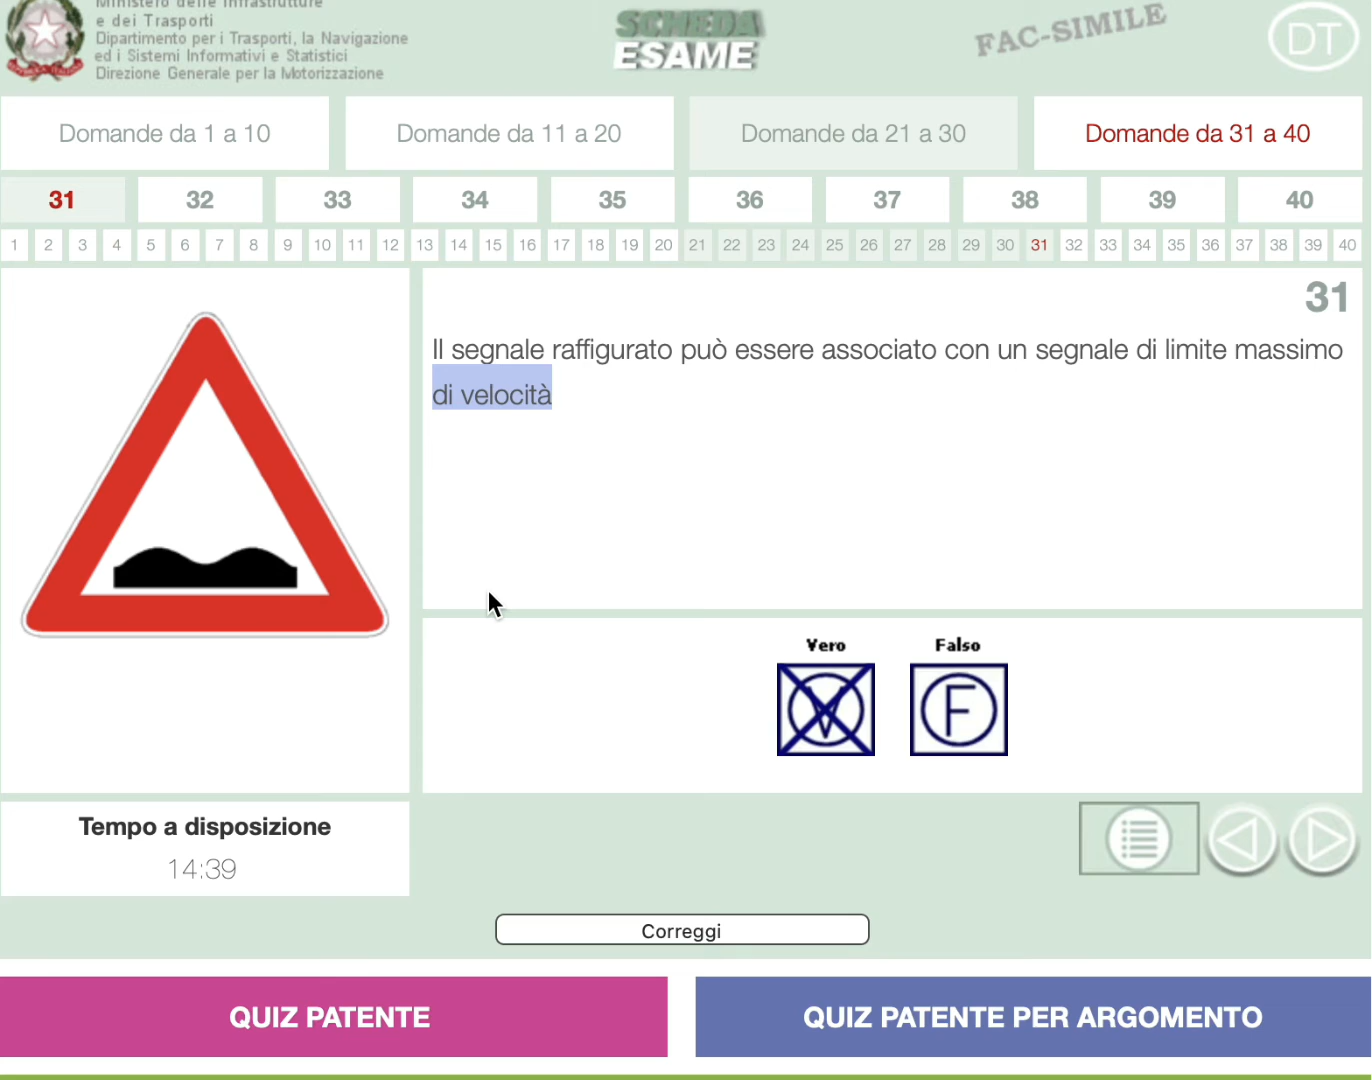 Ministero delle Infrastrutture
e dei Trasporti
Dipartimento per i Trasporti, la Navigazione
ed i Sistemi Informativi e Statistici
Direzione Generale per la Motorizzazione
SCHEDA
ESAME
FAC-SIMILE
DT
Domande da 1 a 10
Domande da 11 a 20
Domande da 21 a 30
Domande da 31 a 40
31 32 33 34 35 36 37 38 39 40
1 2 3 4 5 6 7 8 9 10 11 12 13 14 15 16 17 18 19 20 21 22 23 24 25 26 27 28 29 30 31 32 33 34 35 36 37 38 39 40
31
Il segnale raffigurato può essere associato con un segnale di limite massimo
di velocità
Vero Falso
V F
Tempo a disposizione
14:39
Correggi
QUIZ PATENTE
QUIZ PATENTE PER ARGOMENTO